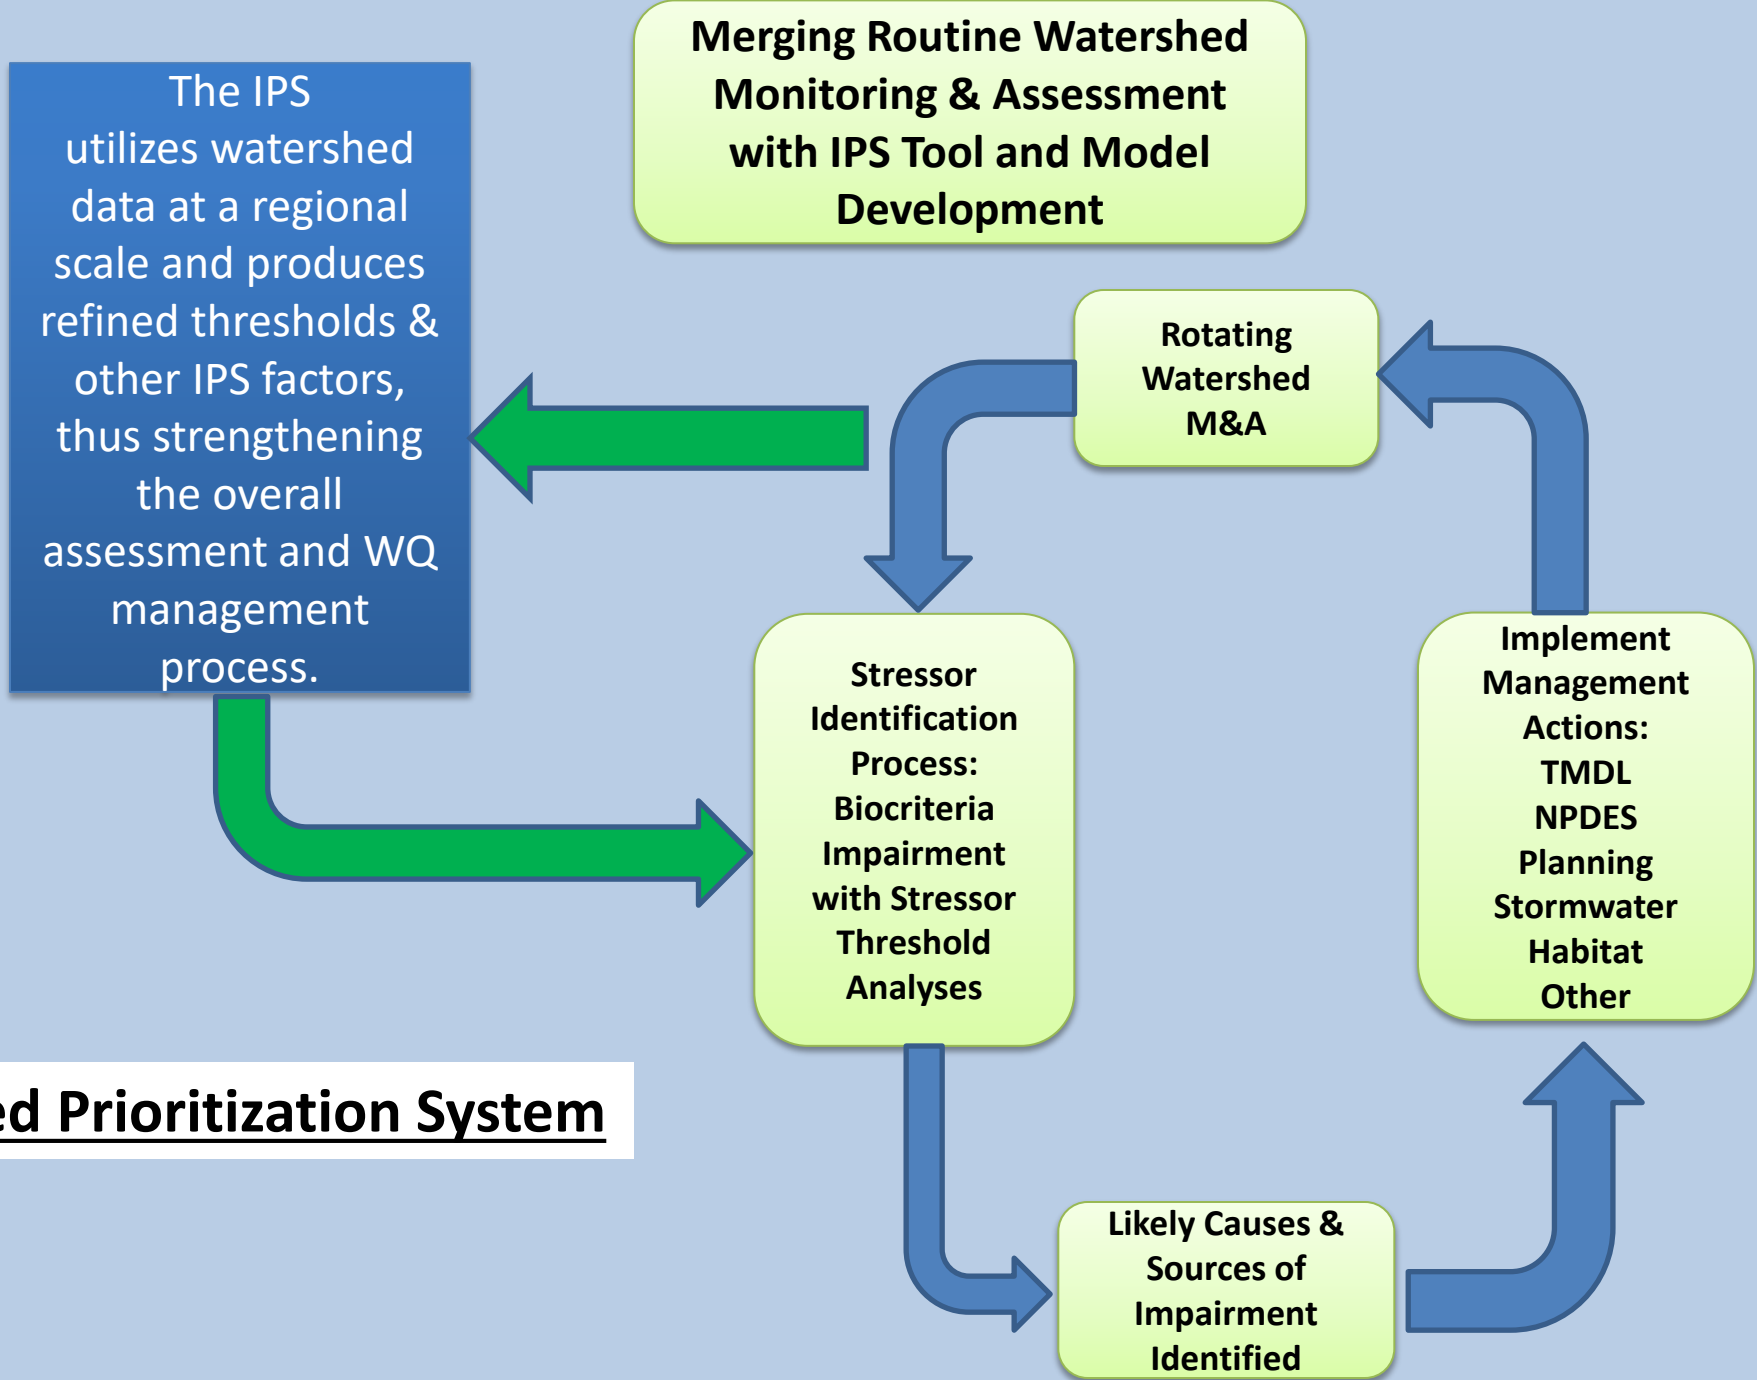 Merging Routine Watershed
Monitoring & Assessment
with IPS Tool and Model
Development
The IPS
utilizes watershed
data at a regional
scale and produces
refined thresholds &
other IPS factors,
thus strengthening
the overall
assessment and WQ
management
process.
Rotating
Watershed
M&A
Stressor
Identification
Process:
Biocriteria
Impairment
with Stressor
Threshold
Analyses
Implement
Management
Actions:
TMDL
NPDES
Planning
Stormwater
Habitat
Other
Prioritization System
Likely Causes &
Sources of
Impairment
Identified